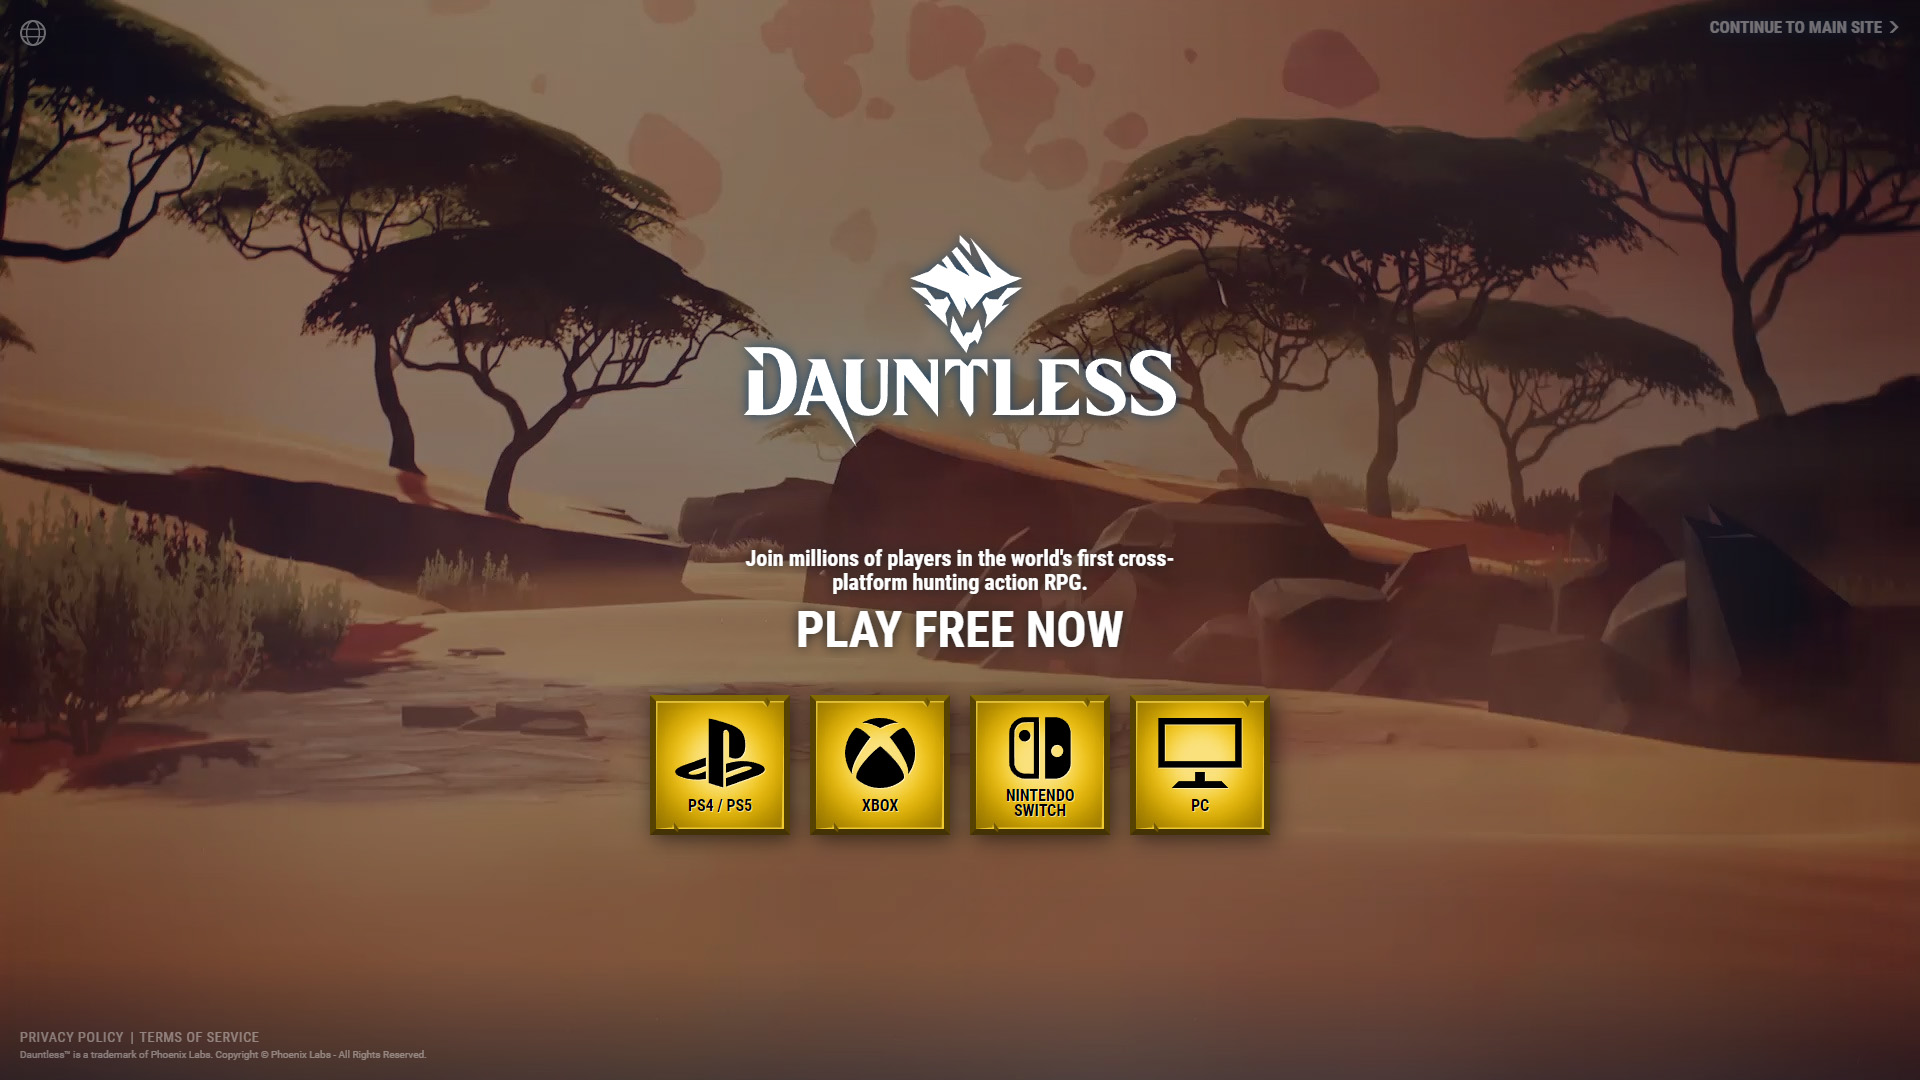 CONTINUE TO MAIN SITE
DAUNTLESS
Join millions of players in the world's first cross-
platform hunting action RPG.
PLAY FREE NOW
PS4 / PS5
XBOX
NINTENDO
SWITCH
PC
PRIVACY POLICY | TERMS OF SERVICE
Dauntless™ is a trademark of Phoenix Labs. Copyright © Phoenix Labs - All Rights Reserved.